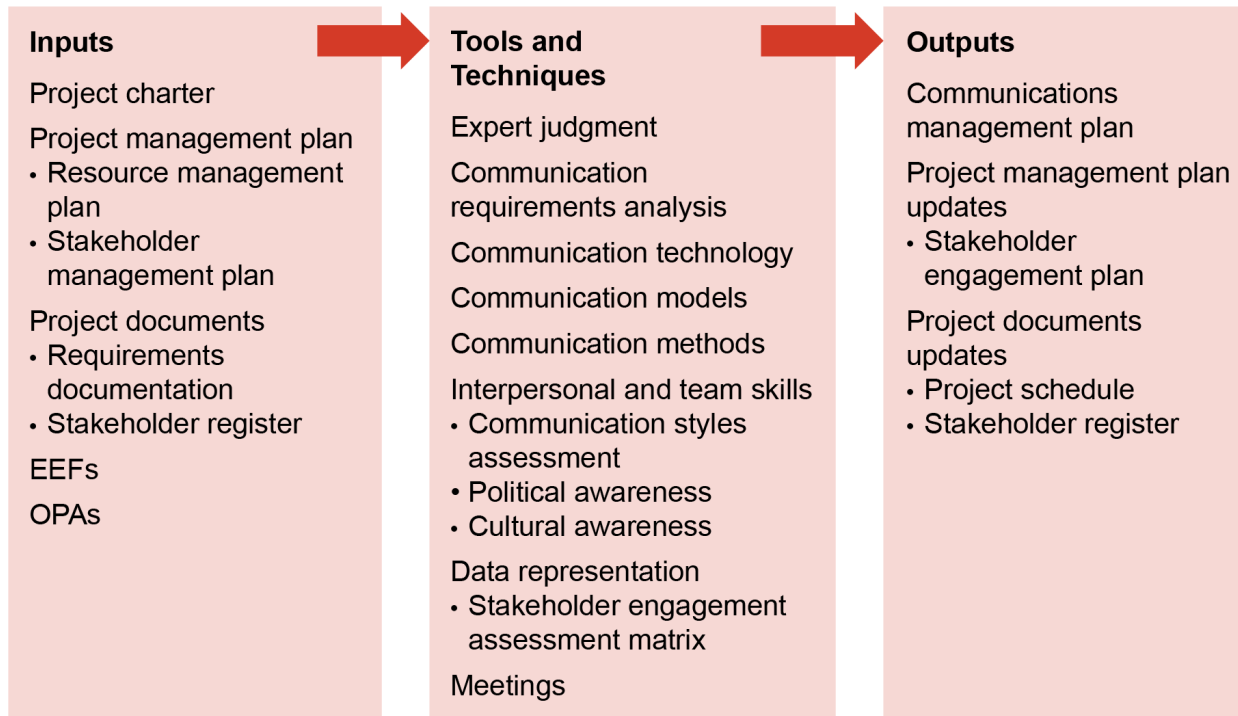 Inputs
Project charter
Project management plan
• Resource management
plan
• Stakeholder
management plan
Project documents
• Requirements
documentation
• Stakeholder register
EEFs
OPAs
Tools and
Techniques
Expert judgment
Communication
requirements analysis
Communication technology
Communication models
Communication methods
Interpersonal and team skills
• Communication styles
assessment
• Political awareness
• Cultural awareness
Data representation
• Stakeholder engagement
assessment matrix
Meetings
Outputs
Communications
management plan
Project management plan
updates
• Stakeholder
engagement plan
Project documents
updates
• Project schedule
• Stakeholder register